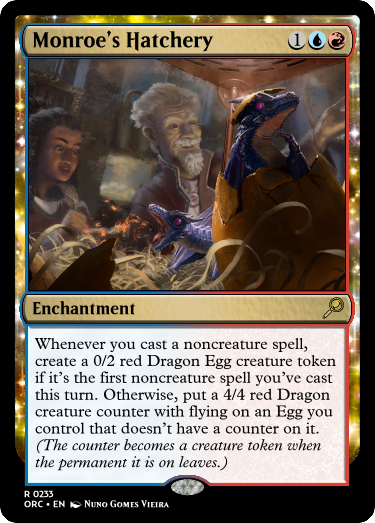 Monroe's Hatchery
1
Enchantment
Whenever you cast a noncreature spell,
create a 0/2 red Dragon Egg creature token
if it's the first noncreature spell you've cast
this turn. Otherwise, put a 4/4 red Dragon
creature counter with flying on an Egg you
control that doesn't have a counter on it.
(The counter becomes a creature token when
the permanent it is on leaves.)
R 0233
ORC • EN Nuno Gomes Vieira